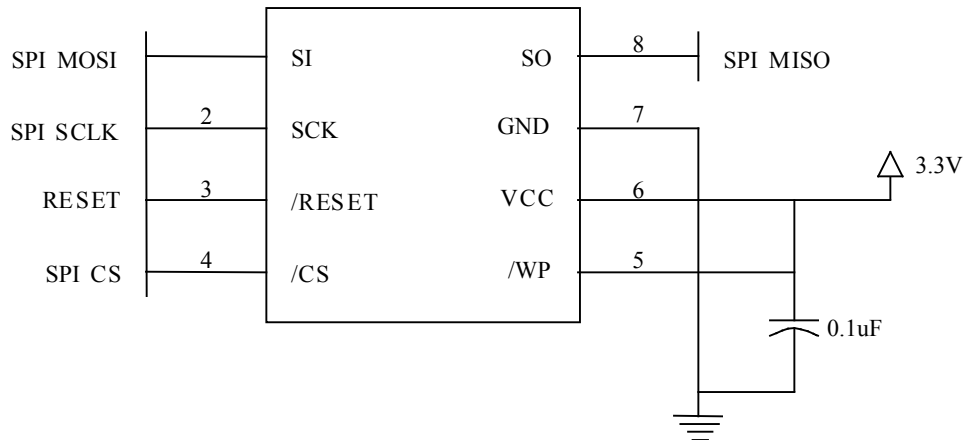 SPI MOSI SI SO 8 SPI MISO
SPI SCLK 2 SCK GND 7
3.3V
RESET 3 /RESET VCC 6
SPI CS 4 /CS /WP 5
0.1uF